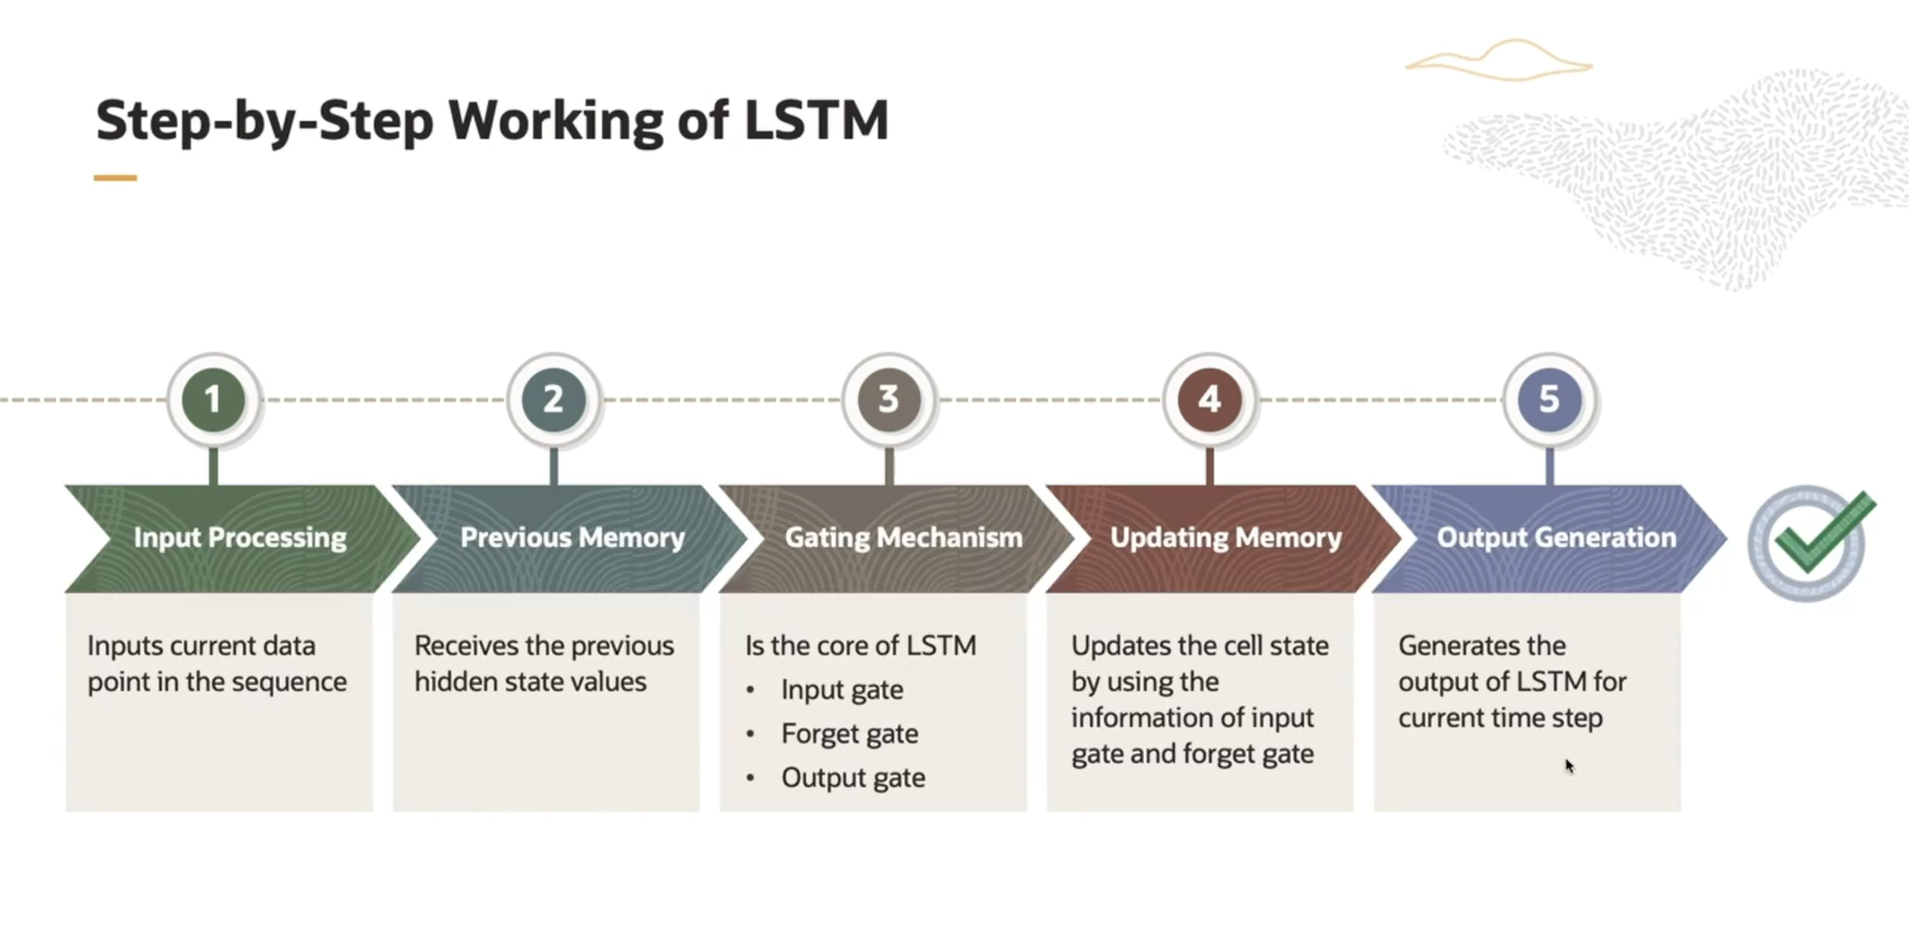 Step-by-Step Working of LSTM
1
2
3
4
5
Input Processing
Previous Memory
Gating Mechanism
Updating Memory
Output Generation
Inputs current data
point in the sequence
Receives the previous
hidden state values
Is the core of LSTM
• Input gate
• Forget gate
• Output gate
Updates the cell state
by using the
information of input
gate and forget gate
Generates the
output of LSTM for
current time step